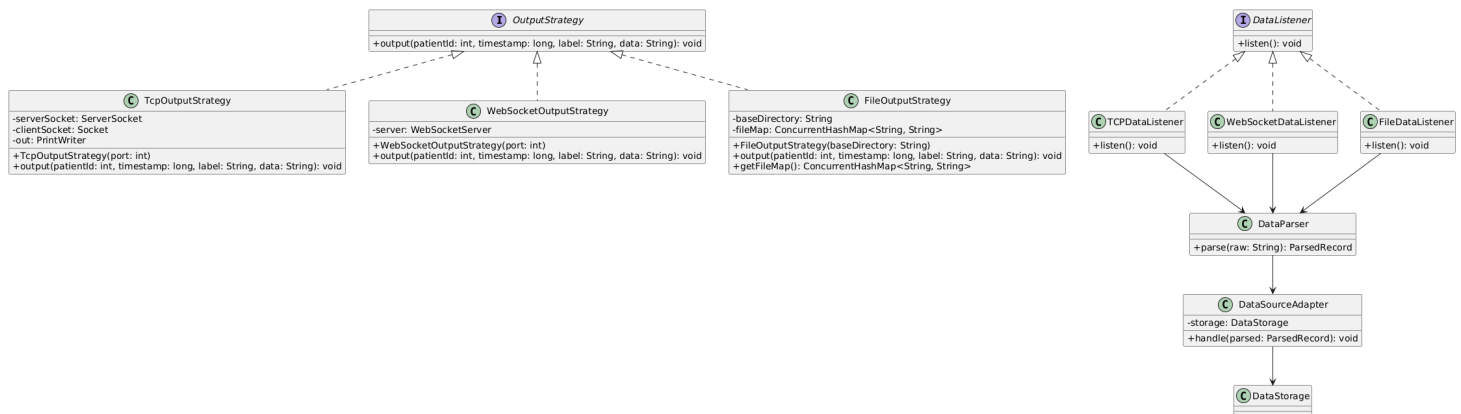 I OutputStrategy
+output(patientId: int, timestamp: long, label: String, data: String): void
C TcpOutputStrategy
-serverSocket: ServerSocket
-clientSocket: Socket
-out: PrintWriter
+TcpOutputStrategy(port: int)
+output(patientId: int, timestamp: long, label: String, data: String): void
C WebSocketOutputStrategy
-server: WebSocketServer
+WebSocketOutputStrategy(port: int)
+output(patientId: int, timestamp: long, label: String, data: String): void
C FileOutputStrategy
-baseDirectory: String
-fileMap: ConcurrentHashMap<String, String>
+FileOutputStrategy(baseDirectory: String)
+output(patientId: int, timestamp: long, label: String, data: String): void
+getFileMap(): ConcurrentHashMap<String, String>
I DataListener
+listen(): void
C TCPDataListener
+listen(): void
C WebSocketDataListener
+listen(): void
C FileDataListener
+listen(): void
C DataParser
+parse(raw: String): ParsedRecord
C DataSourceAdapter
-storage: DataStorage
+handle(parsed: ParsedRecord): void
C DataStorage